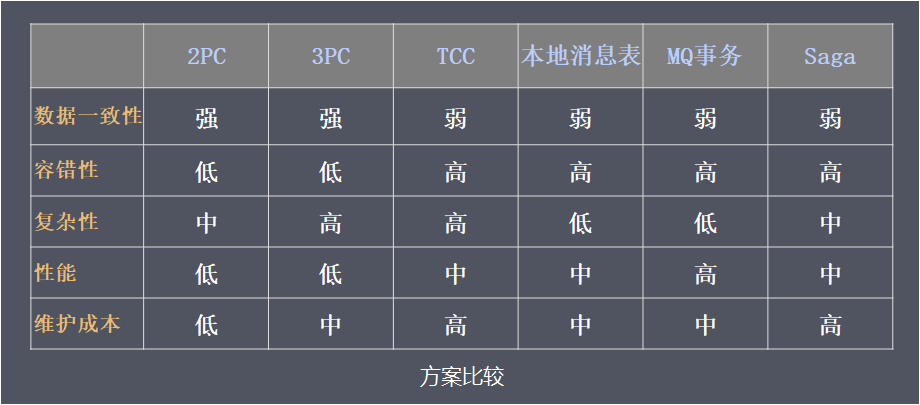 2PC 3PC TCC 本地消息表 MQ事务 Saga
数据一致性 强 强 弱 弱 弱 弱
容错性 低 低 高 高 高 高
复杂性 中 高 高 低 低 中
性能 低 低 中 中 高 中
维护成本 低 中 高 中 中 高
方案比较